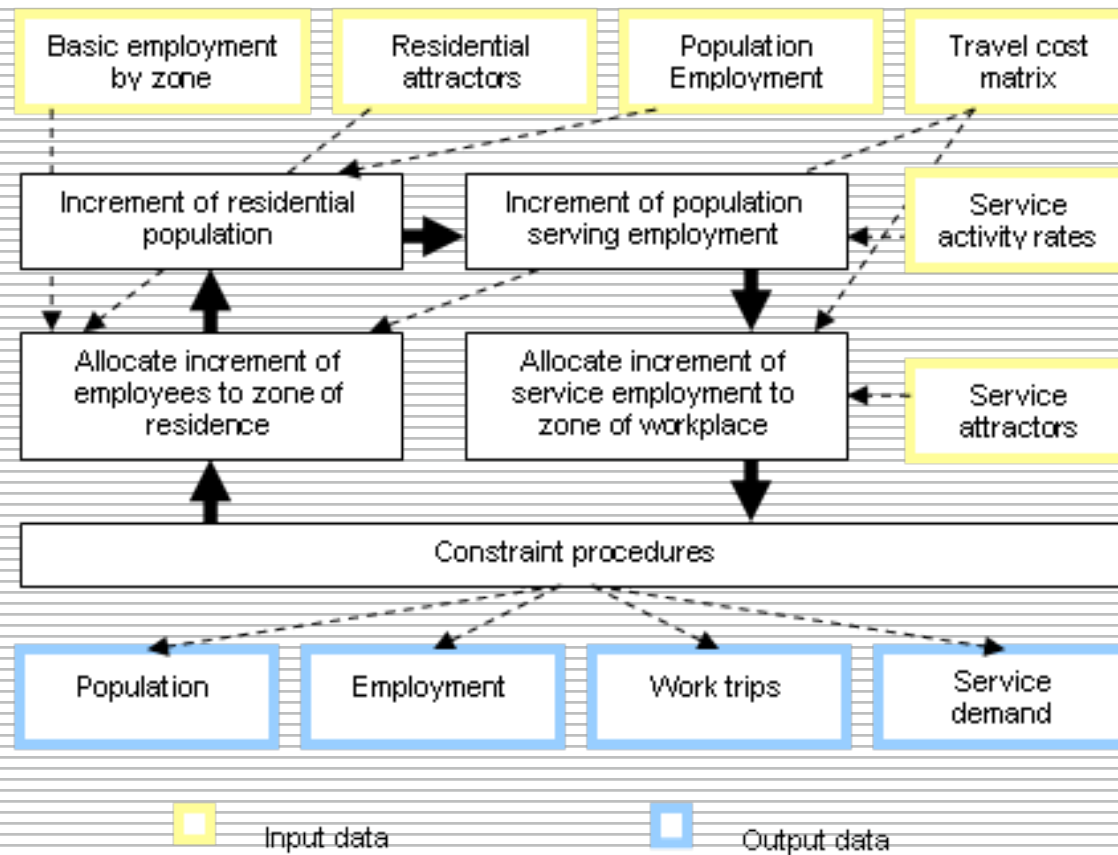 Basic employment
by zone
Residential
attractors
Population
Employment
Travel cost
matrix
Increment of residential
population
Increment of population
serving employment
Service
activity rates
Allocate increment of
employees to zone of
residence
Allocate increment of
service employment to
zone of workplace
Service
attractors
Constraint procedures
Population
Employment
Work trips
Service
demand
Input data
Output data